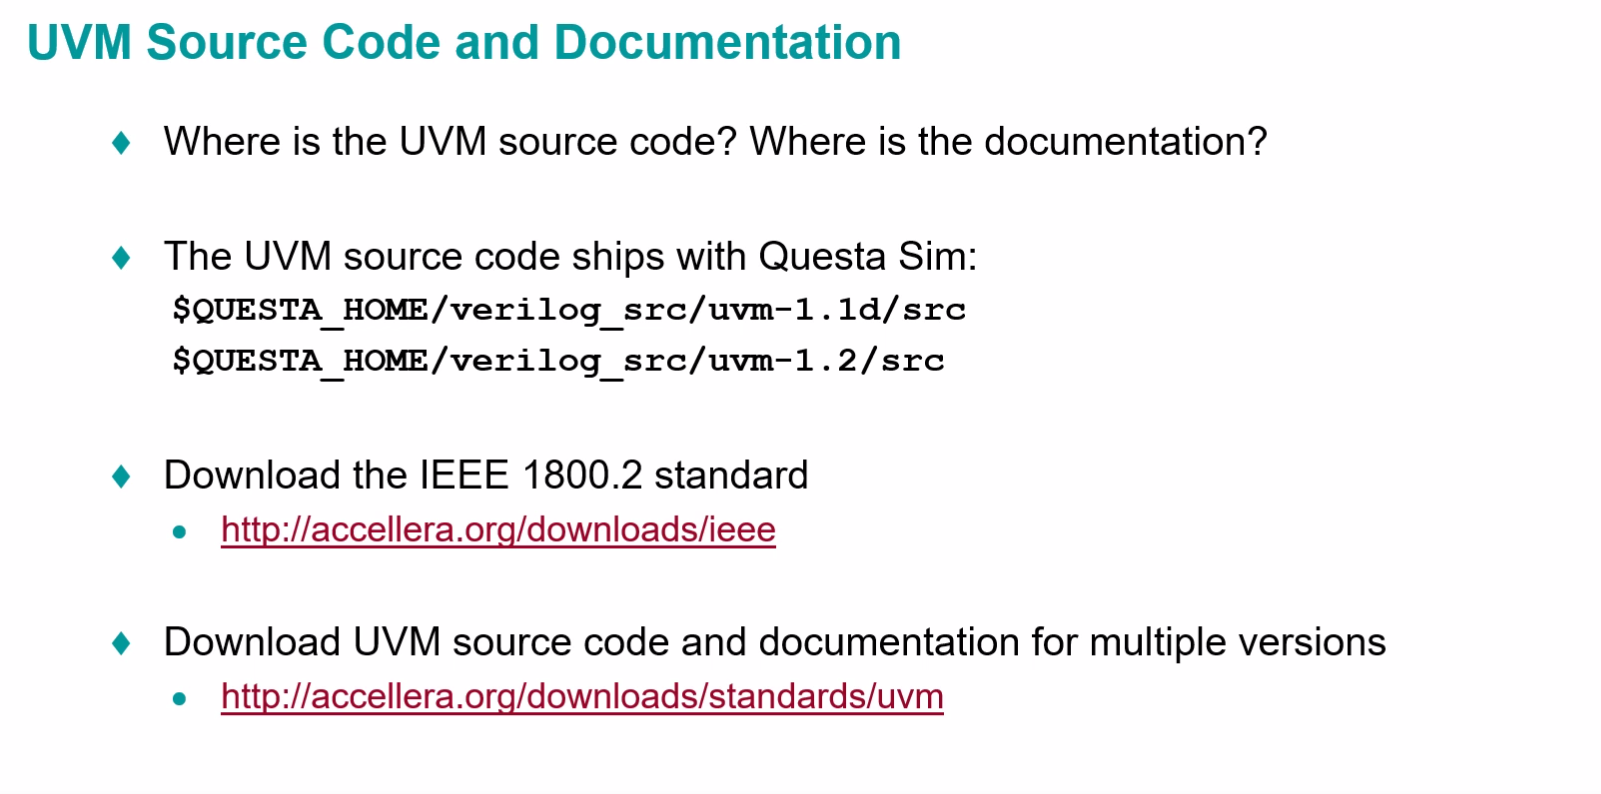 UVM Source Code and Documentation
Where is the UVM source code? Where is the documentation?
The UVM source code ships with Questa Sim:
$QUESTA_HOME/verilog_src/uvm-1.1d/src
$QUESTA_HOME/verilog_src/uvm-1.2/src
Download the IEEE 1800.2 standard
http://accellera.org/downloads/ieee
Download UVM source code and documentation for multiple versions
http://accellera.org/downloads/standards/uvm